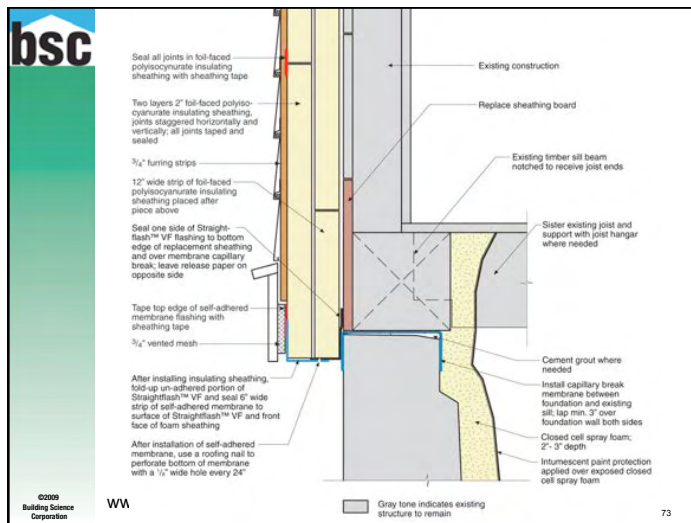 bsc
Seal all joints in foil-faced
polyisocynurate insulating
sheathing with sheathing tape
Two layers 2" foil-faced polyiso-
cyanurate insulating sheathing,
joints staggered horizontally and
vertically; all joints taped and
sealed
3/4" furring strips
12" wide strip of foil-faced
polyisocyanurate insulating
sheathing placed after
piece above
Seal one side of Straight-
flash™ VF flashing to bottom
edge of replacement sheathing
and over membrane capillary
break; leave release paper on
opposite side
Tape top edge of self-adhered
membrane flashing with
sheathing tape
3/4" vented mesh
After installing insulating sheathing,
fold-up un-adhered portion of
Straightflash™ VF and seal 6" wide
strip of self-adhered membrane to
surface of Straightflash™ VF and front
face of foam sheathing
After installation of self-adhered
membrane, use a roofing nail to
perforate bottom of membrane
with a 1/8" wide hole every 24"
Existing construction
Replace sheathing board
Existing timber sill beam
notched to receive joist ends
Sister existing joist and
support with joist hangar
where needed
Cement grout where
needed
Install capillary break
membrane between
foundation and existing
sill; lap min. 3" over
foundation wall both sides
Closed cell spray foam;
2"- 3" depth
Intumescent paint protection
applied over exposed closed
cell spray foam
Gray tone indicates existing
structure to remain
©2009
Building Science
Corporation
73